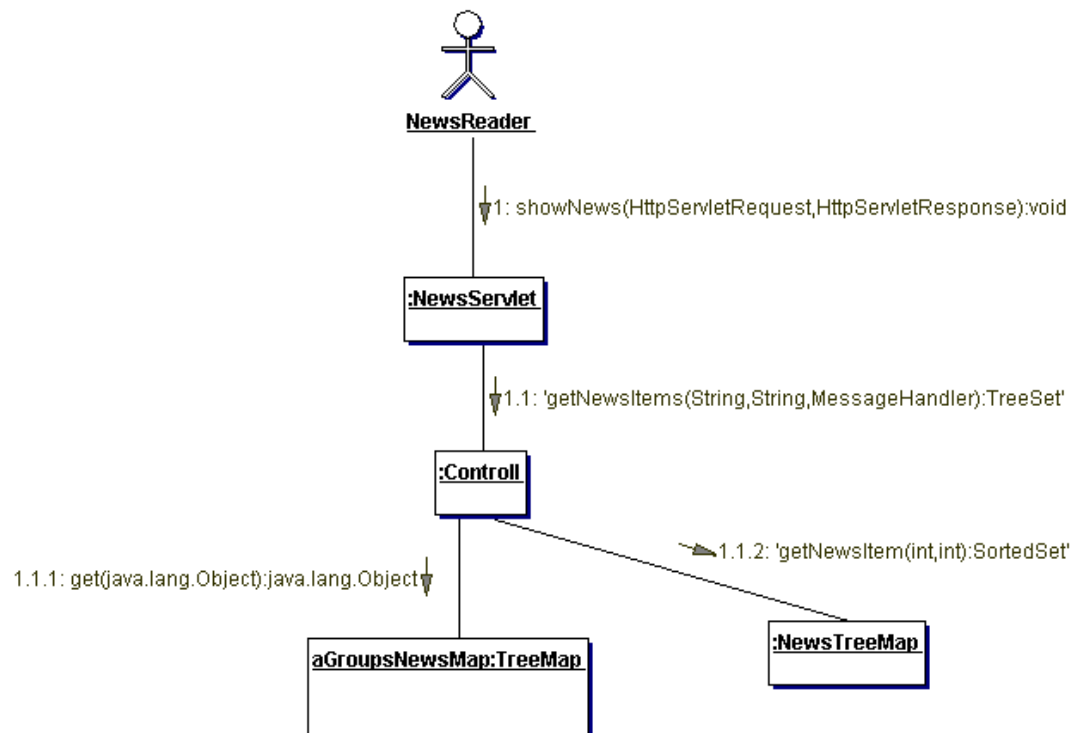 NewsReader
1: showNews(HttpServletRequest,HttpServletResponse):void
:NewsServlet
1.1: 'getNewsItems(String,String,MessageHandler):TreeSet'
:Controll
1.1.2: 'getNewsItem(int,int):SortedSet'
1.1.1: get(java.lang.Object):java.lang.Object
:NewsTreeMap
aGroupsNewsMap:TreeMap